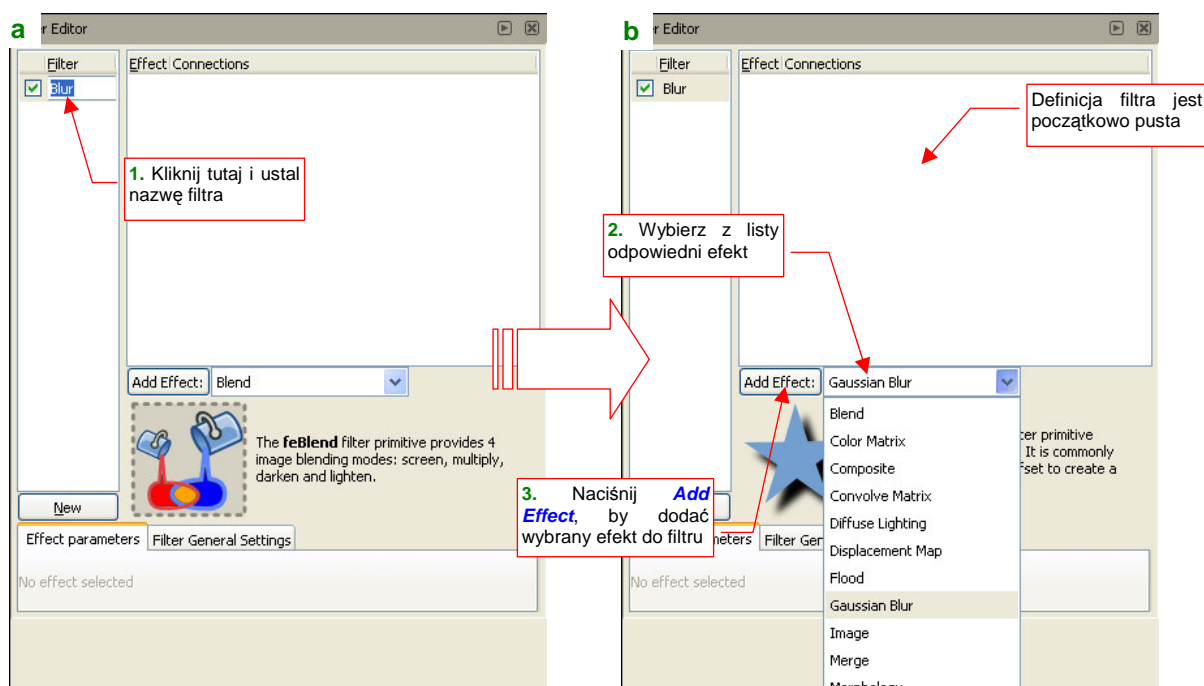 a
r Editor
Filter
Effect Connections
Blur
1. Kliknij tutaj i ustal
nazwę filtra
Add Effect: Blend
The feBlend filter primitive provides 4
image blending modes: screen, multiply,
darken and lighten.
New
Effect parameters Filter General Settings
No effect selected
b
r Editor
Filter
Effect Connections
Blur
Definicja filtra jest
początkowo pusta
2. Wybierz z listy
odpowiedni efekt
Add Effect: Gaussian Blur
Blend
Color Matrix
Composite
Convolve Matrix
Diffuse Lighting
Displacement Map
Flood
Gaussian Blur
Image
Merge
Morphology
ter primitive
It is commonly
fset to create a
3. Naciśnij Add
Effect, by dodać
wybrany efekt do filtru
meters Filter Ger
No effect selected